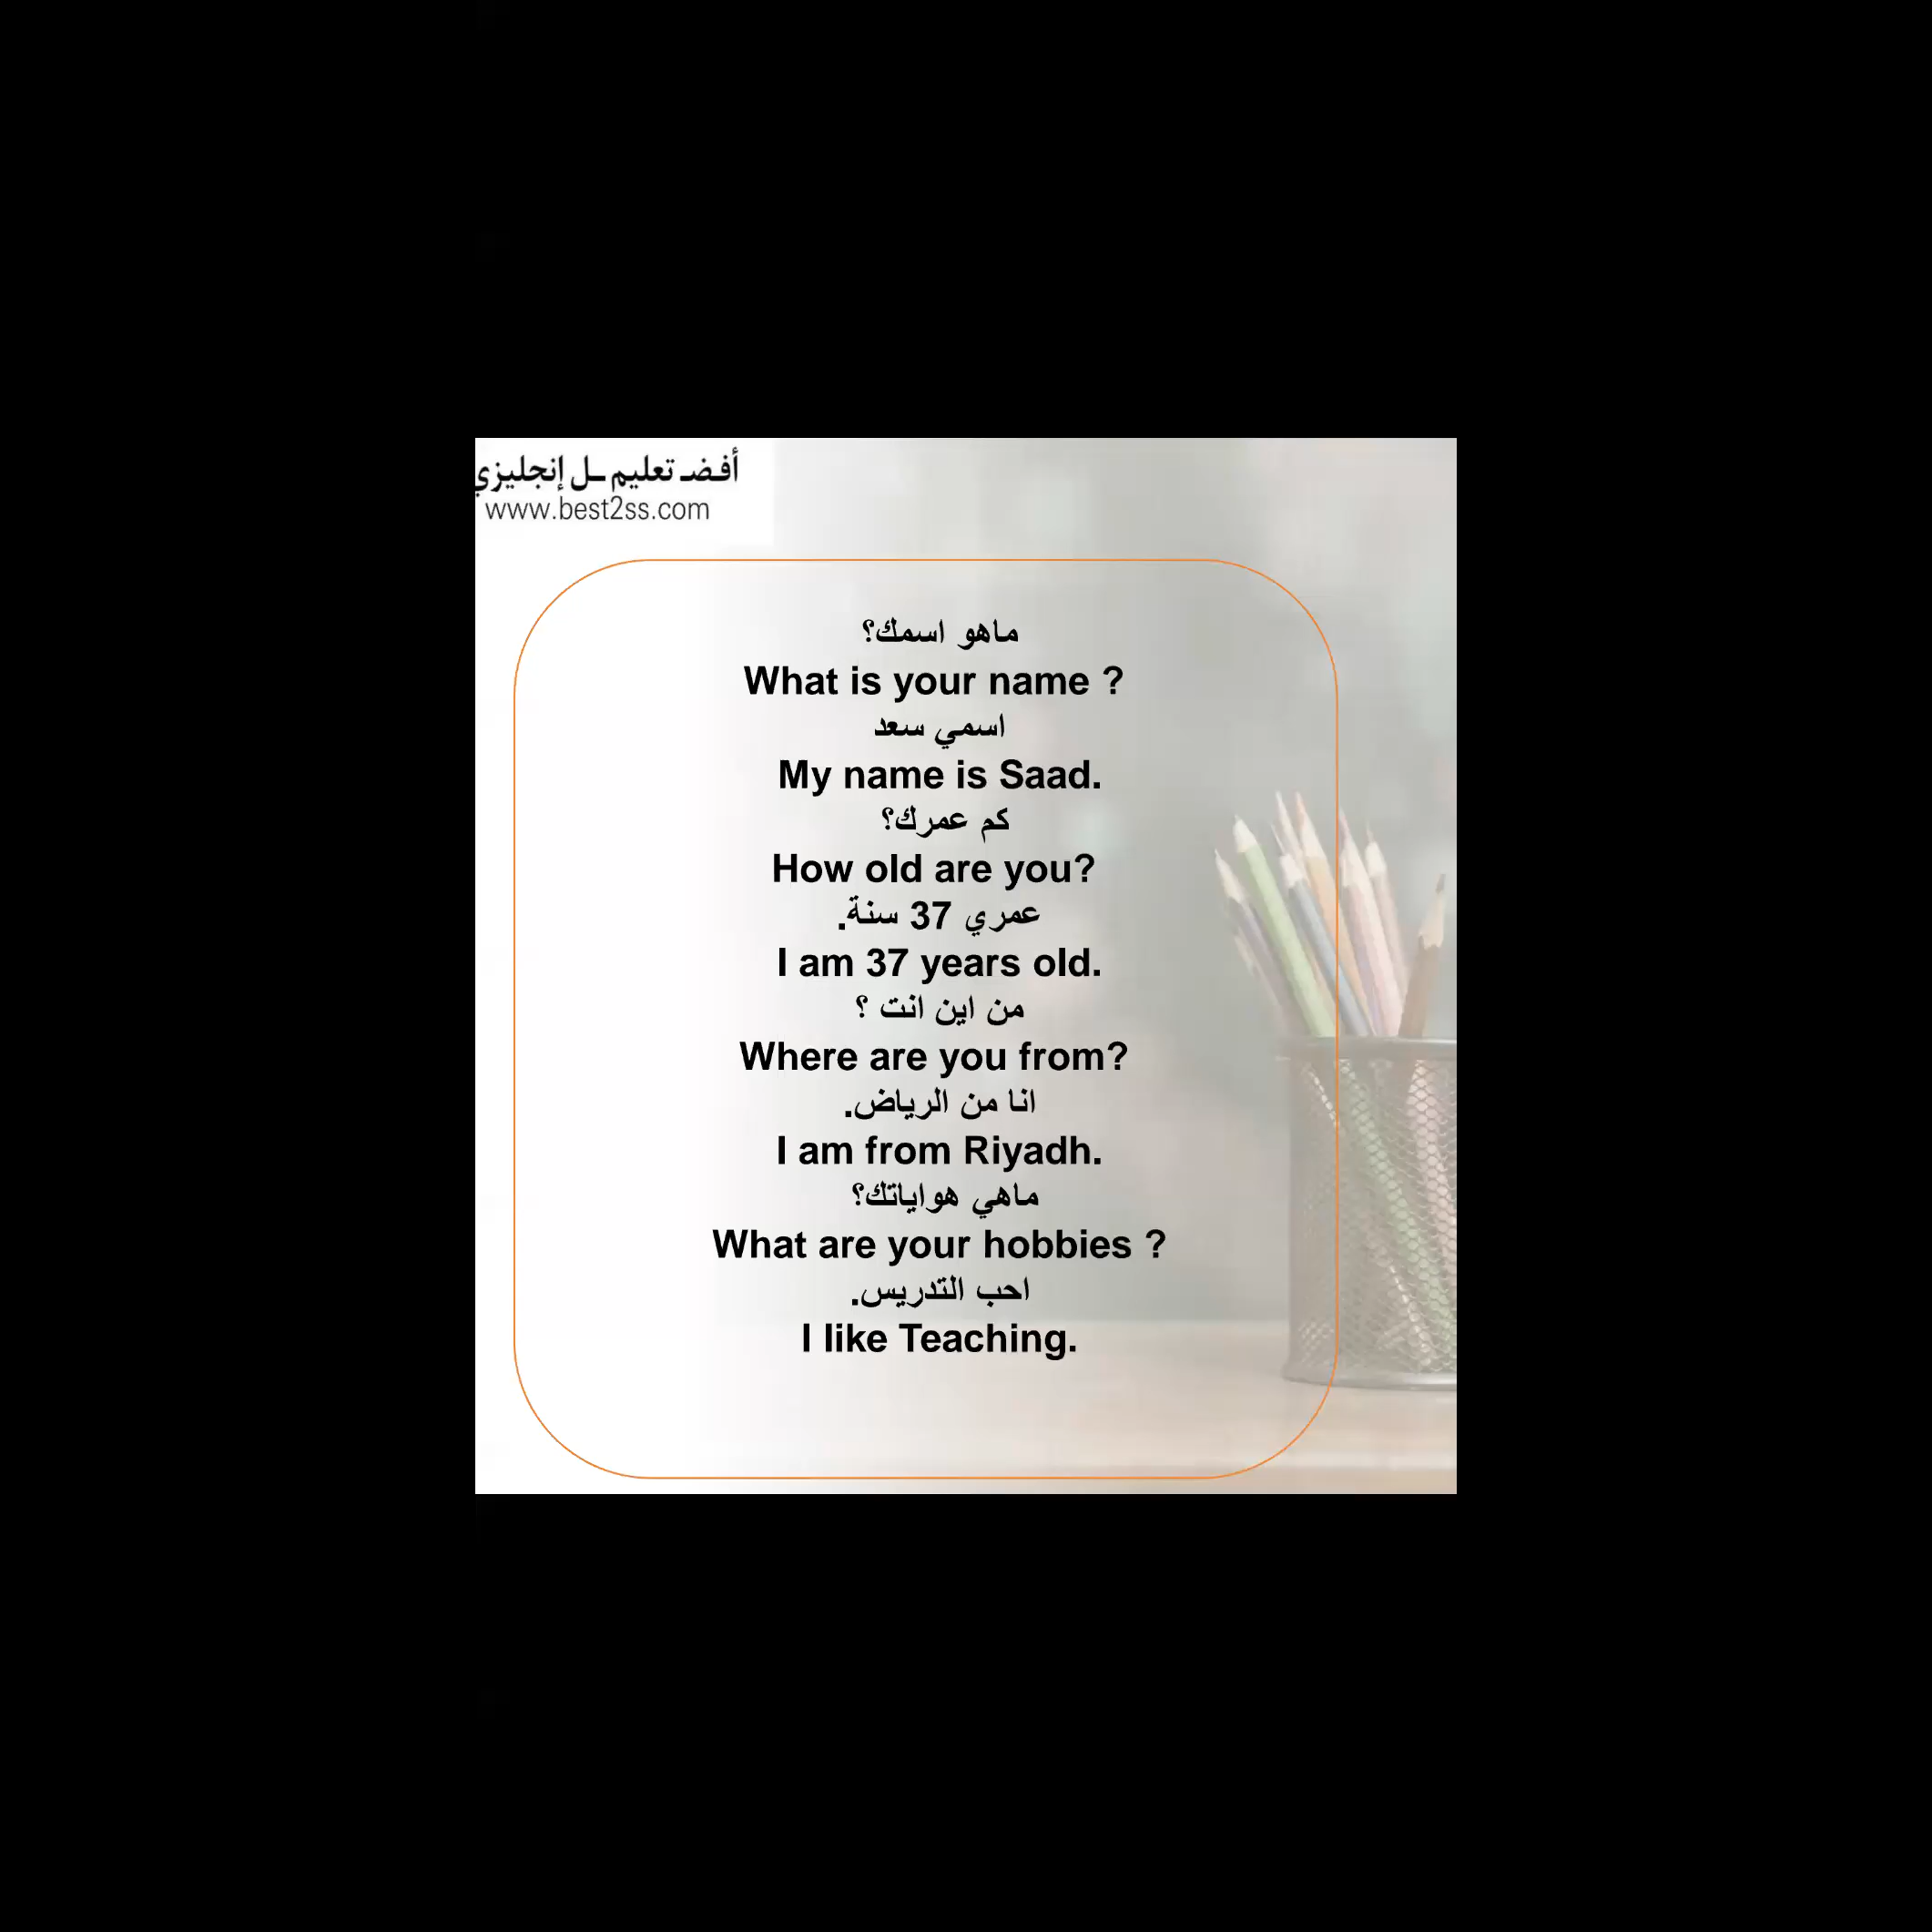 أفضـ تعليم ـل إنجليزي
www.best2ss.com
ماهو اسمك؟
What is your name ?
اسمي سعد
My name is Saad.
كم عمرك؟
How old are you?
عمري 37 سنة.
I am 37 years old.
من اين انت ؟
Where are you from?
انا من الرياض.
I am from Riyadh.
ماهي هواياتك؟
What are your hobbies ?
احب التدريس.
I like Teaching.